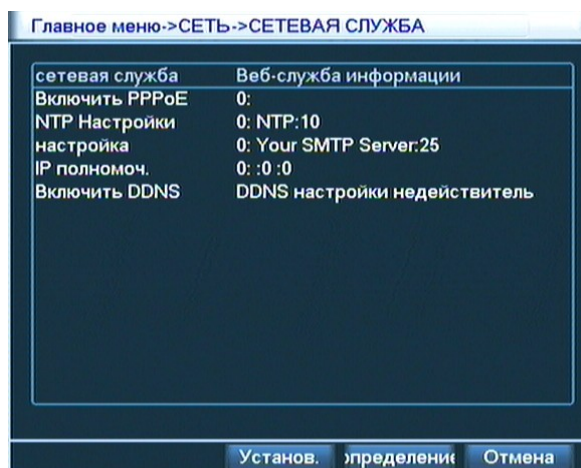 Главное меню->СЕТЬ->СЕТЕВАЯ СЛУЖБА
сетевая служба Веб-служба информации
Включить PPPoE 0:
NTP Настройки 0: NTP:10
настройка 0: Your SMTP Server:25
IP полномоч. 0: :0 :0
Включить DDNS DDNS настройки недействитель
Установ. определение Отмена